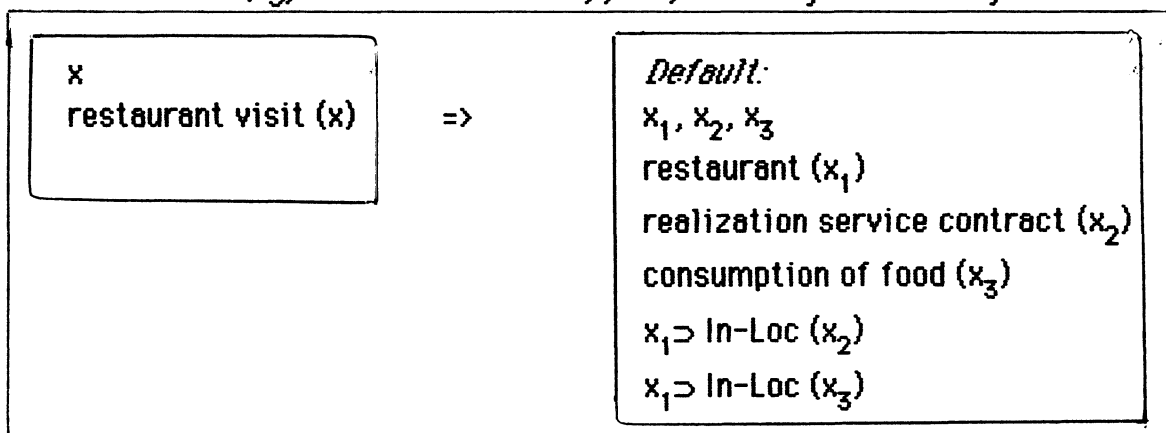 x
restaurant visit (x)
=>
Default:
x₁, x₂, x₃
restaurant (x₁)
realization service contract (x₂)
consumption of food (x₃)
x₁⊃ In-Loc (x₂)
x₁⊃ In-Loc (x₃)